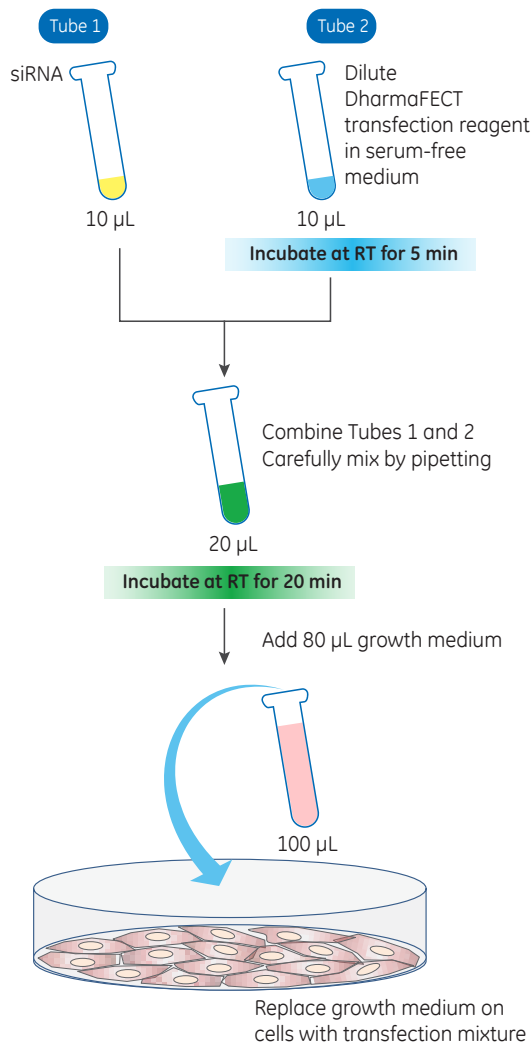 Tube 1
Tube 2
siRNA
Dilute
DharmaFECT
transfection reagent
in serum-free
medium
10 µL
10 µL
Incubate at RT for 5 min
Combine Tubes 1 and 2
Carefully mix by pipetting
20 µL
Incubate at RT for 20 min
Add 80 µL growth medium
100 µL
Replace growth medium on
cells with transfection mixture